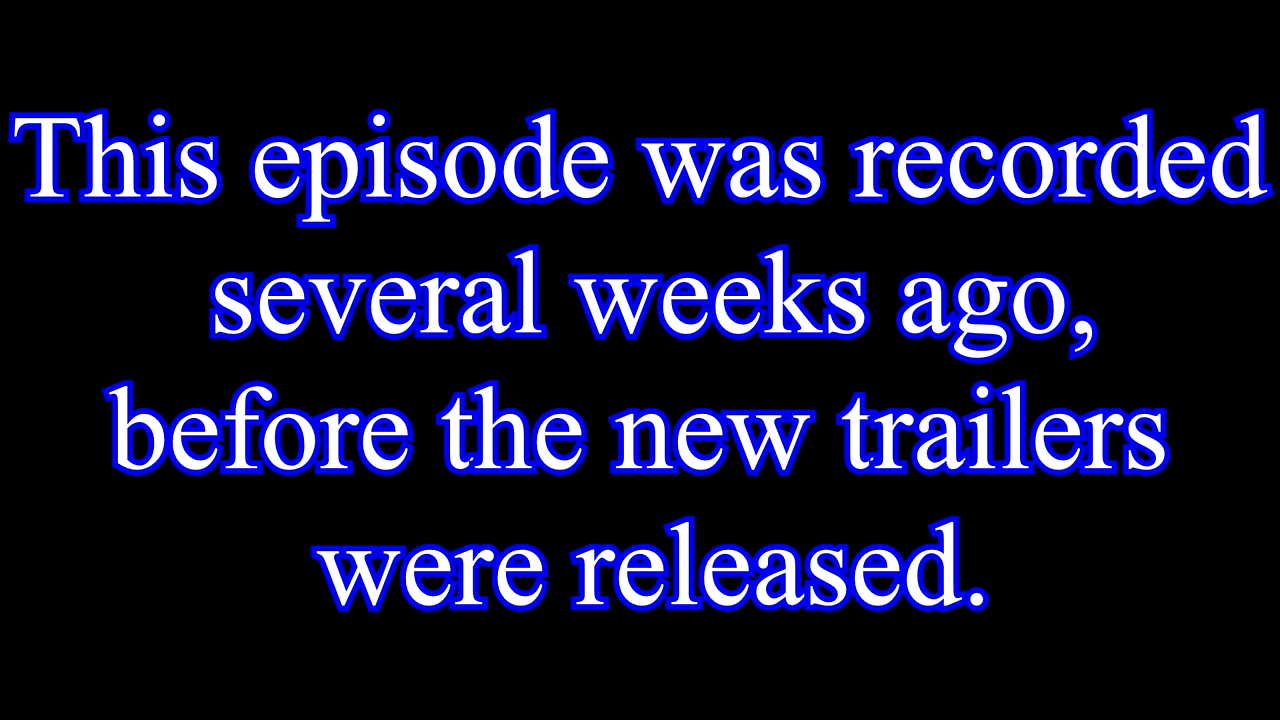 This episode was recorded
several weeks ago,
before the new trailers
were released.